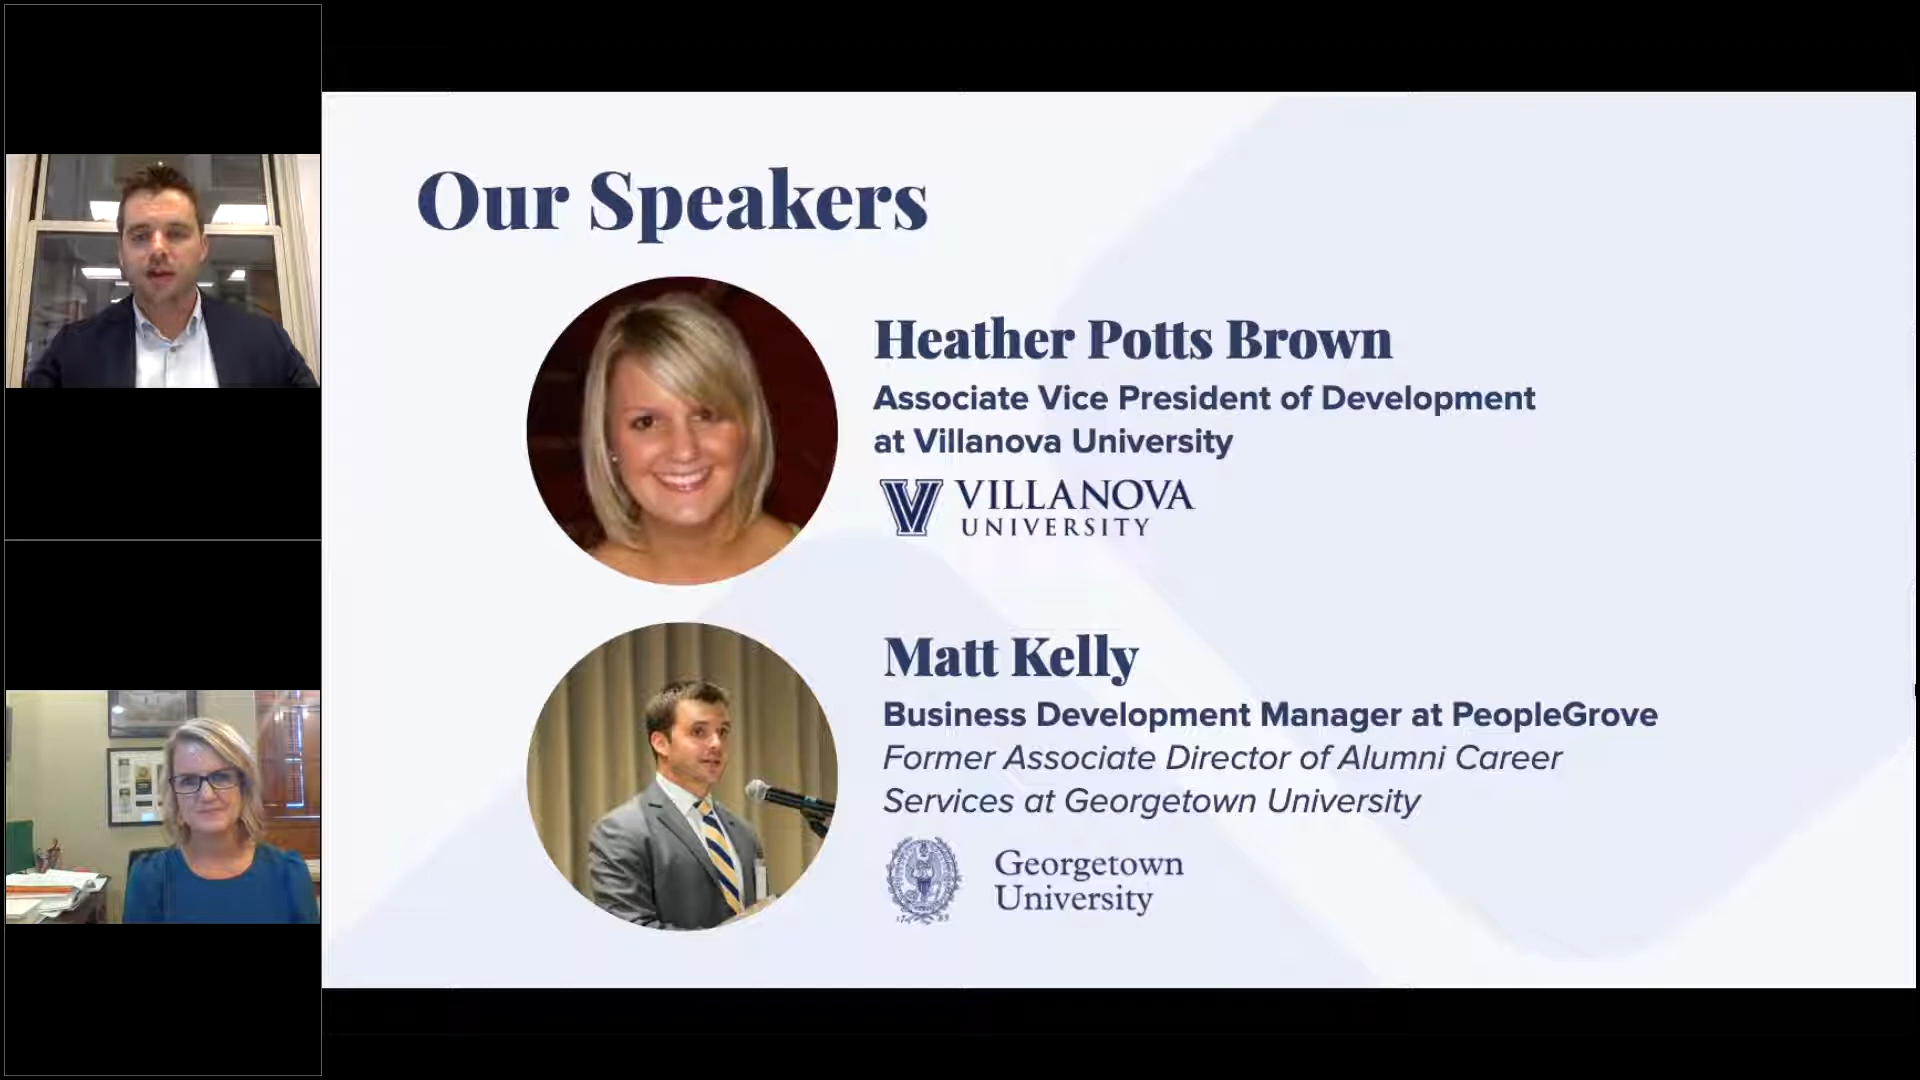 Our Speakers
Heather Potts Brown
Associate Vice President of Development
at Villanova University
V VILLANOVA
UNIVERSITY
Matt Kelly
Business Development Manager at PeopleGrove
Former Associate Director of Alumni Career
Services at Georgetown University
Georgetown
University